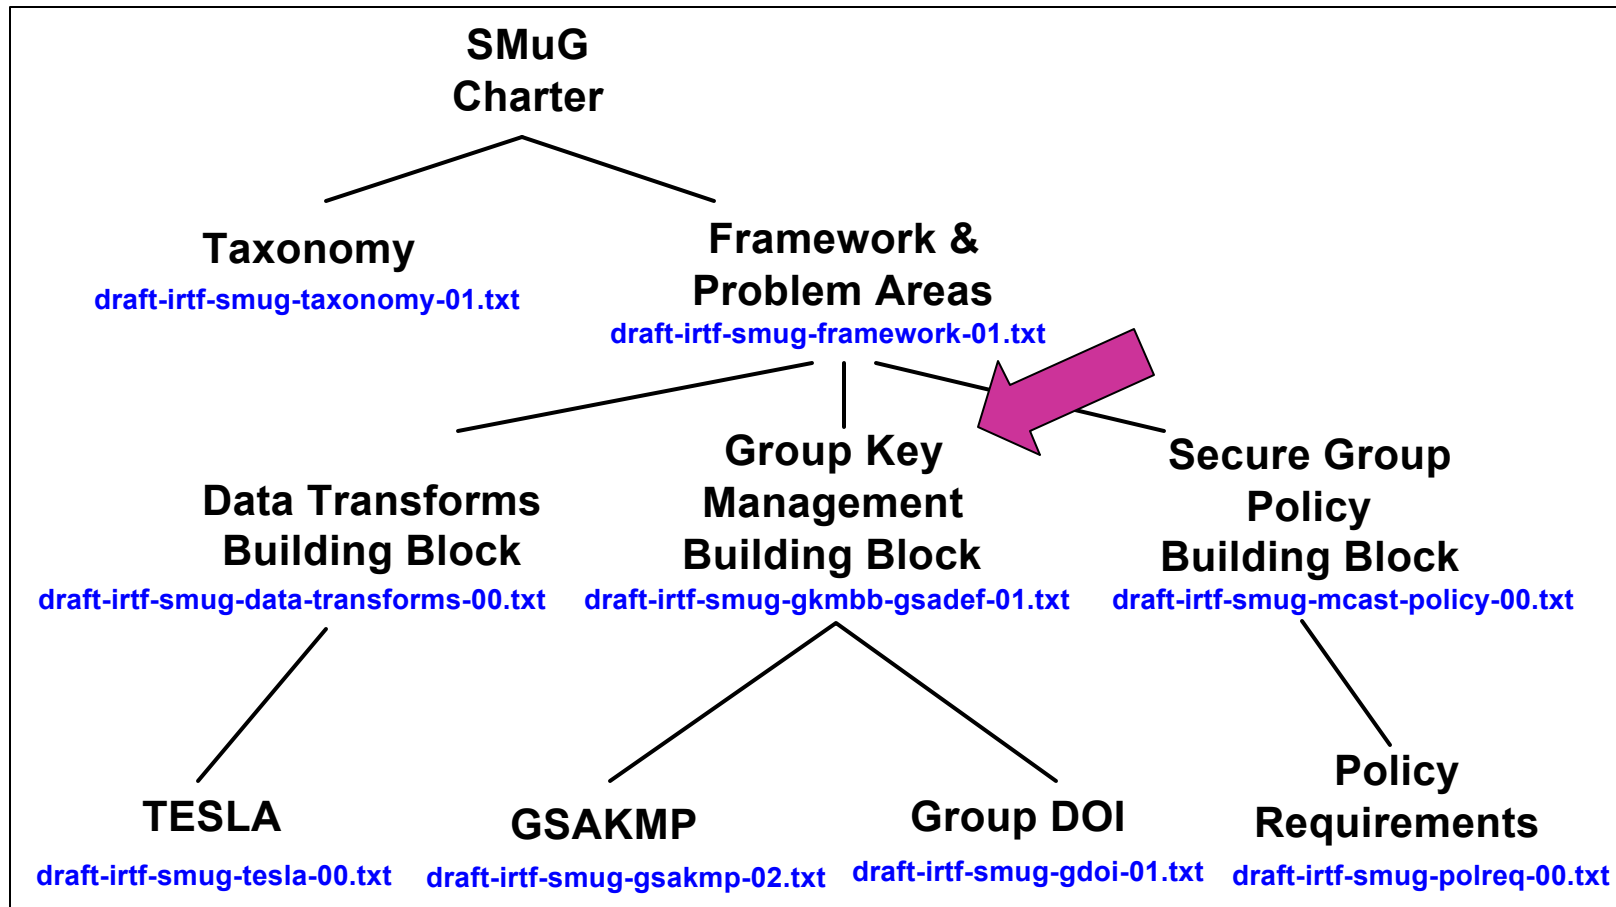 SMuG
Charter
Taxonomy
draft-irtf-smug-taxonomy-01.txt
Framework &
Problem Areas
draft-irtf-smug-framework-01.txt
Data Transforms
Building Block
draft-irtf-smug-data-transforms-00.txt
Group Key
Management
Building Block
draft-irtf-smug-gkmbb-gsadef-01.txt
Secure Group
Policy
Building Block
draft-irtf-smug-mcast-policy-00.txt
TESLA
draft-irtf-smug-tesla-00.txt
GSAKMP
draft-irtf-smug-gsakmp-02.txt
Group DOI
draft-irtf-smug-gdoi-01.txt
Policy
Requirements
draft-irtf-smug-polreq-00.txt